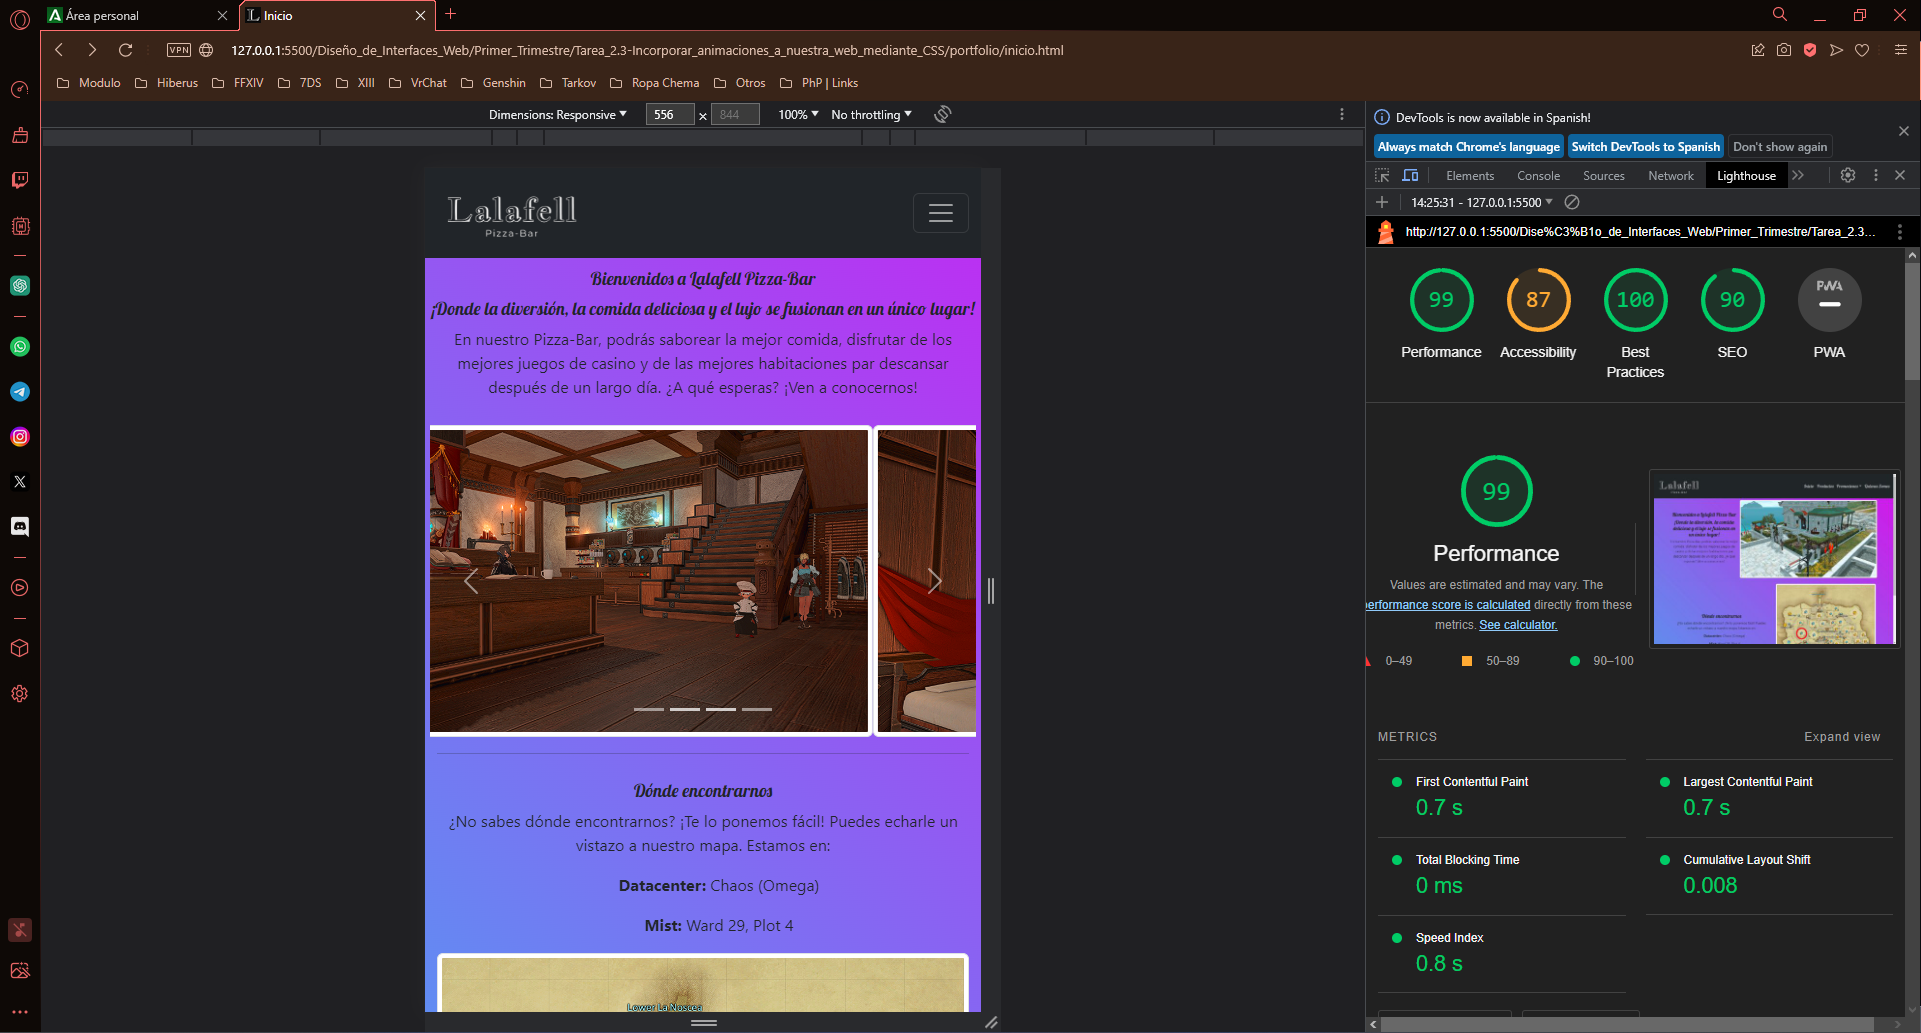 Área personal
Inicio
VPN
127.0.0.1:5500/Diseño_de_Interfaces_Web/Primer_Trimestre/Tarea_2.3-Incorporar_animaciones_a_nuestra_web_mediante_CSS/portfolio/inicio.html
Modulo
Hiberus
FFXIV
7DS
XIII
VrChat
Genshin
Tarkov
Ropa Chema
Otros
PhP | Links
Dimensions: Responsive
556 x 844
100%
No throttling
DevTools is now available in Spanish!
Always match Chrome's language
Switch DevTools to Spanish
Don't show again
Elements
Console
Sources
Network
Lighthouse
14:25:31 - 127.0.0.1:5500
http://127.0.0.1:5500/Dise%C3%B1o_de_Interfaces_Web/Primer_Trimestre/Tarea_2.3...
Lalafell
Pizza-Bar
Bienvenidos a Lalafell Pizza-Bar
¡Donde la diversión, la comida deliciosa y el lujo se fusionan en un único lugar!
En nuestro Pizza-Bar, podrás saborear la mejor comida, disfrutar de los
mejores juegos de casino y de las mejores habitaciones par descansar
después de un largo día. ¿A qué esperas? ¡Ven a conocernos!
Dónde encontrarnos
¿No sabes dónde encontrarnos? ¡Te lo ponemos fácil! Puedes echarle un
vistazo a nuestro mapa. Estamos en:
Datacenter: Chaos (Omega)
Mist: Ward 29, Plot 4
Lower La Noscea
99
Performance
87
Accessibility
100
Best
Practices
90
SEO
PWA
PWA
99
Performance
Values are estimated and may vary. The
performance score is calculated directly from these
metrics. See calculator.
0–49
50–89
90–100
Lalafell
METRICS
Expand view
First Contentful Paint
0.7 s
Largest Contentful Paint
0.7 s
Total Blocking Time
0 ms
Cumulative Layout Shift
0.008
Speed Index
0.8 s